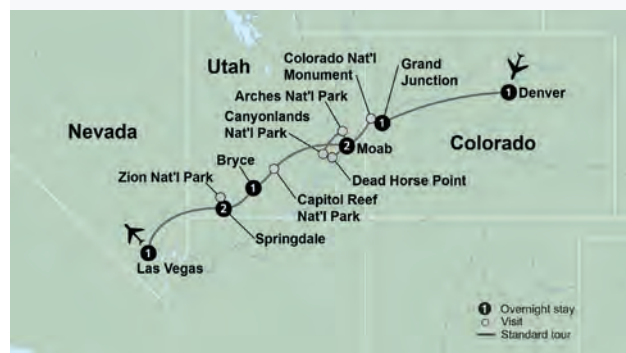 Utah
Colorado Nat'l
Monument
Grand
Junction
Denver
1
Arches Nat'l Park
Canyonlands
Nat'l Park
1
Nevada
2
Moab
Colorado
Bryce
Dead Horse Point
Zion Nat'l Park
1
Capitol Reef
Nat'l Park
2
Springdale
1
Las Vegas
1 Overnight stay
Visit
Standard tour